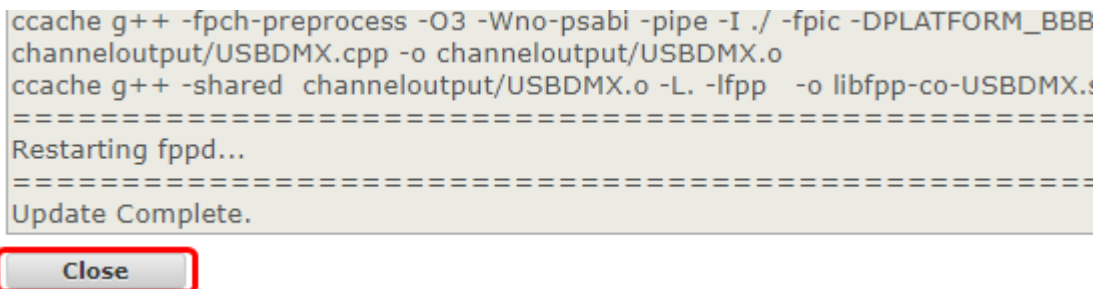 ccache g++ -fpch-preprocess -O3 -Wno-psabi -pipe -I ./ -fpic -DPLATFORM_BBB
channeloutput/USBDMX.cpp -o channeloutput/USBDMX.o
ccache g++ -shared  channeloutput/USBDMX.o -L. -lfpp   -o libfpp-co-USBDMX.s
==================================================
Restarting fppd...
==================================================
Update Complete.
Close